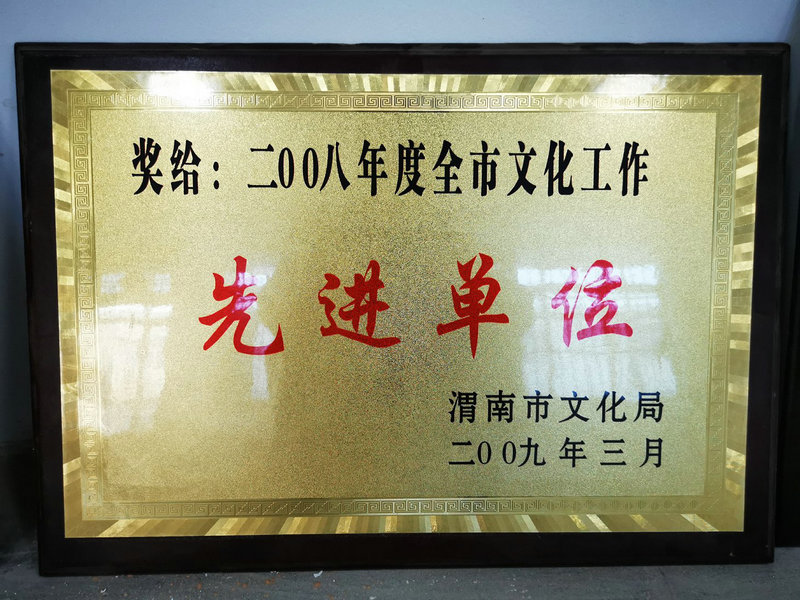 奖给：二00八年度全市文化工作
先进单位
渭南市文化局
二00九年三月